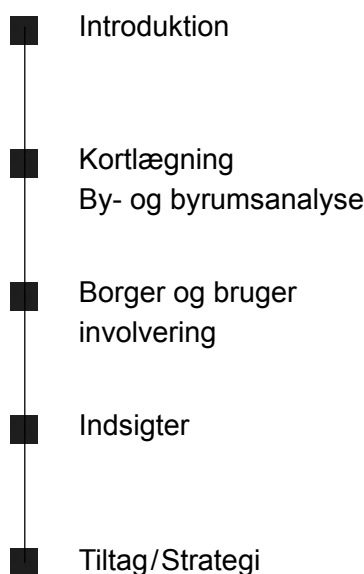 Introduktion
Kortlægning
By- og byrumsanalyse
Borger og bruger
involvering
Indsigter
Tiltag/Strategi